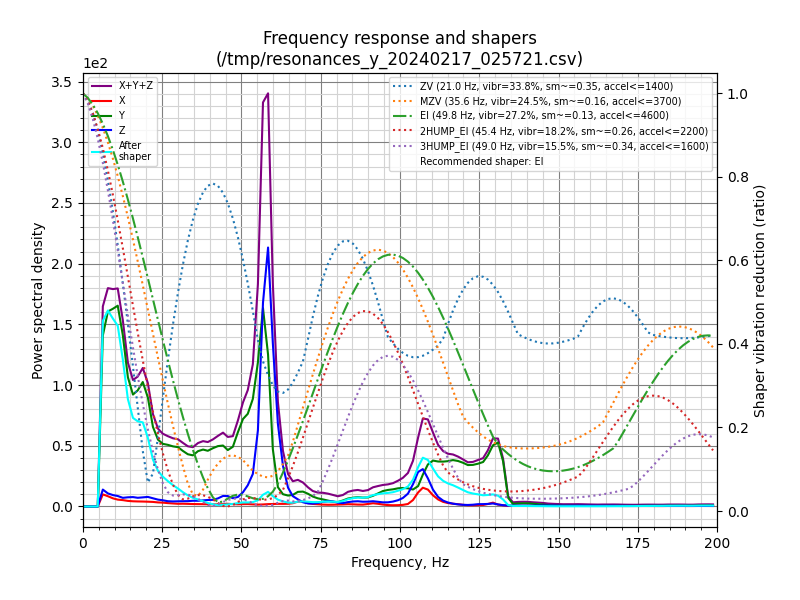 Frequency response and shapers
(/tmp/resonances_y_20240217_025721.csv)
1e2
X+Y+Z
X
Y
Z
After
shaper
ZV (21.0 Hz, vibr=33.8%, sm~=0.35, accel<=1400)
MZV (35.6 Hz, vibr=24.5%, sm~=0.16, accel<=3700)
EI (49.8 Hz, vibr=27.2%, sm~=0.13, accel<=4600)
2HUMP_EI (45.4 Hz, vibr=18.2%, sm~=0.26, accel<=2200)
3HUMP_EI (49.0 Hz, vibr=15.5%, sm~=0.34, accel<=1600)
Recommended shaper: EI
3.5
3.0
2.5
2.0
1.5
1.0
0.5
0.0
Power spectral density
1.0
0.8
0.6
0.4
0.2
0.0
Shaper vibration reduction (ratio)
0 25 50 75 100 125 150 175 200
Frequency, Hz